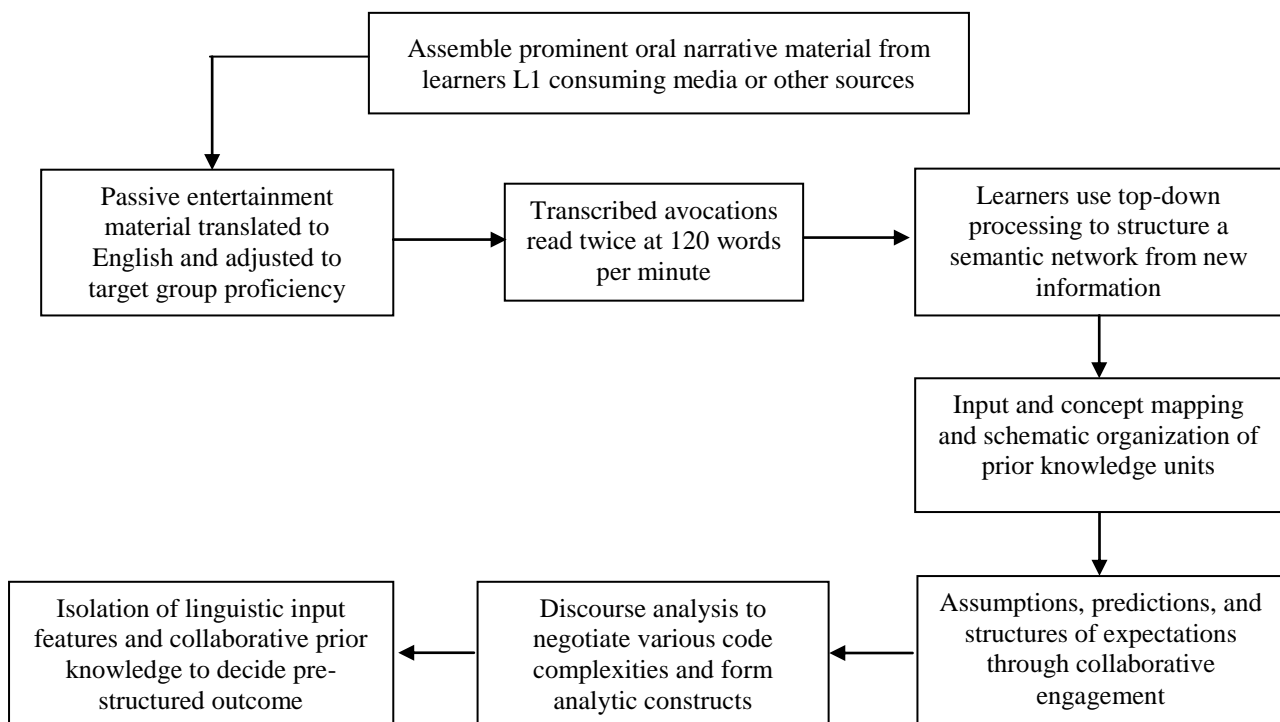 Assemble prominent oral narrative material from
learners L1 consuming media or other sources
Passive entertainment
material translated to
English and adjusted to
target group proficiency
Transcribed avocations
read twice at 120 words
per minute
Learners use top-down
processing to structure a
semantic network from new
information
Input and concept mapping
and schematic organization of
prior knowledge units
Assumptions, predictions, and
structures of expectations
through collaborative
engagement
Discourse analysis to
negotiate various code
complexities and form
analytic constructs
Isolation of linguistic input
features and collaborative prior
knowledge to decide pre-
structured outcome